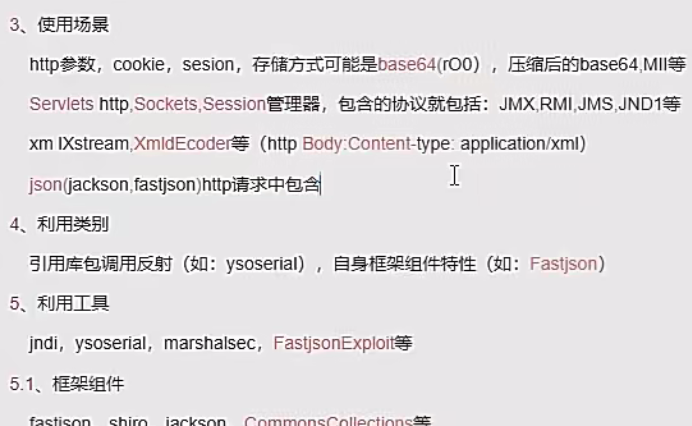 3、使用场景
http参数，cookie，sesion，存储方式可能是base64(rO0），压缩后的base64,MII等
Servlets http,Sockets,Session管理器，包含的协议就包括：JMX,RMI,JMS,JND1等
xm lXstream,XmldEcoder等（http Body:Content-type: application/xml）
json(jackson,fastjson)http请求中包含
4、利用类别
引用库包调用反射（如：ysoserial），自身框架组件特性（如：Fastjson）
5、利用工具
jndi，ysoserial，marshalsec，FastjsonExploit等
5.1、框架组件
fastjson，shiro，jackson，CommonsCollections等